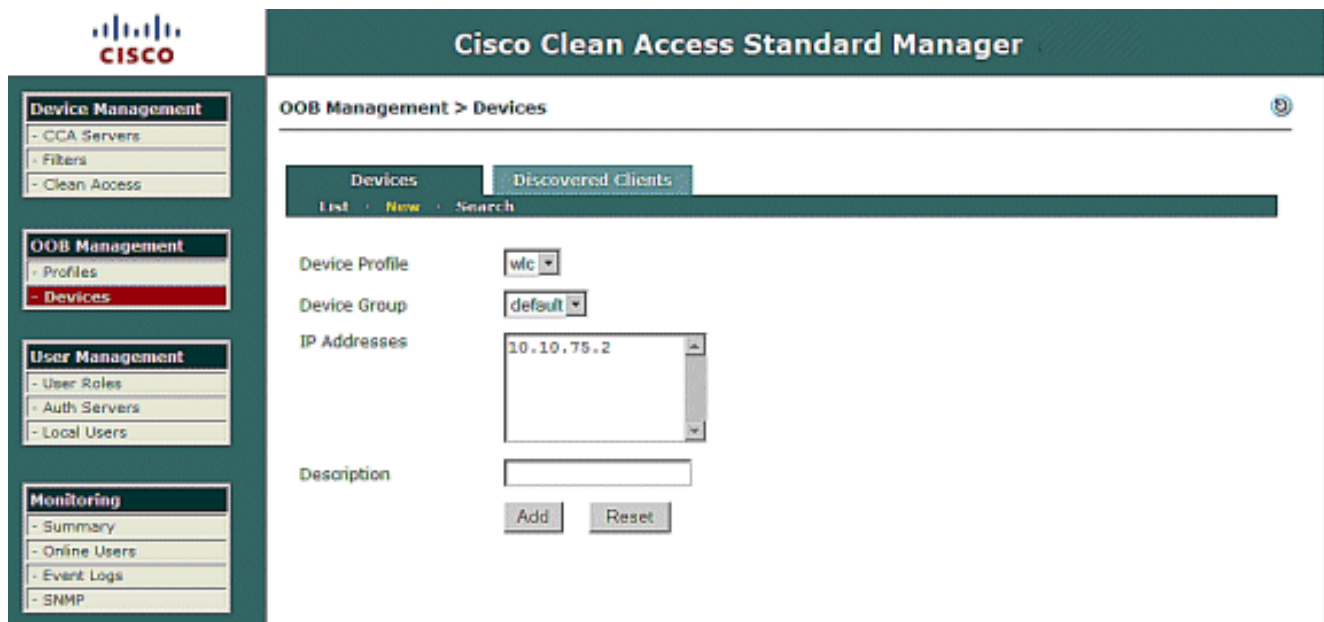 CISCO
Cisco Clean Access Standard Manager
Device Management
- CCA Servers
- Filters
- Clean Access
OOB Management
- Profiles
- Devices
User Management
- User Roles
- Auth Servers
- Local Users
Monitoring
- Summary
- Online Users
- Event Logs
- SNMP
OOB Management > Devices
Devices Discovered Clients
List · New · Search
Device Profile wlc
Device Group default
IP Addresses 10.10.75.2
Description
Add Reset